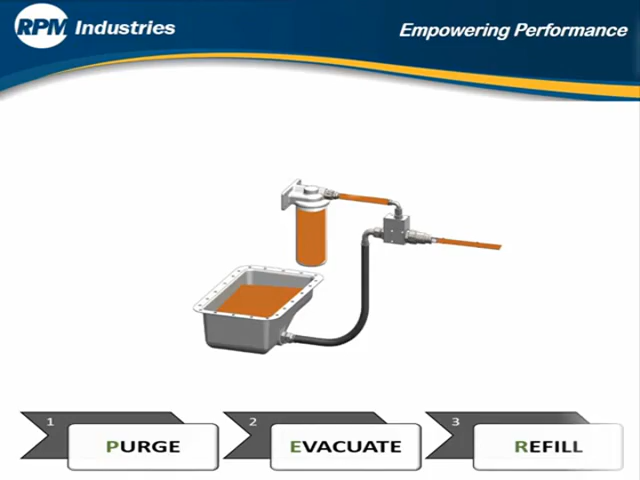 RPM Industries
Empowering Performance
1
PURGE
2
EVACUATE
3
REFILL